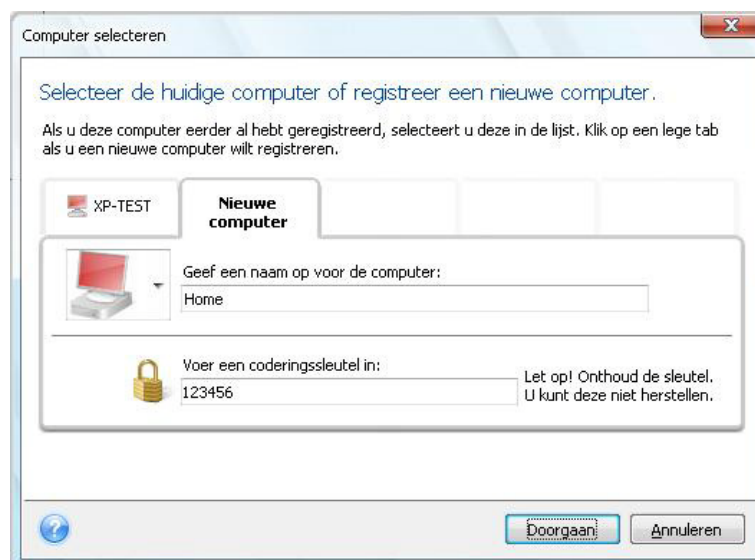 Computer selecteren
Selecteer de huidige computer of registreer een nieuwe computer.
Als u deze computer eerder al hebt geregistreerd, selecteert u deze in de lijst. Klik op een lege tab
als u een nieuwe computer wilt registreren.
XP-TEST
Nieuwe
computer
Geef een naam op voor de computer:
Home
Voer een coderingssleutel in:
123456
Let op! Onthoud de sleutel.
U kunt deze niet herstellen.
Doorgaan
Annuleren